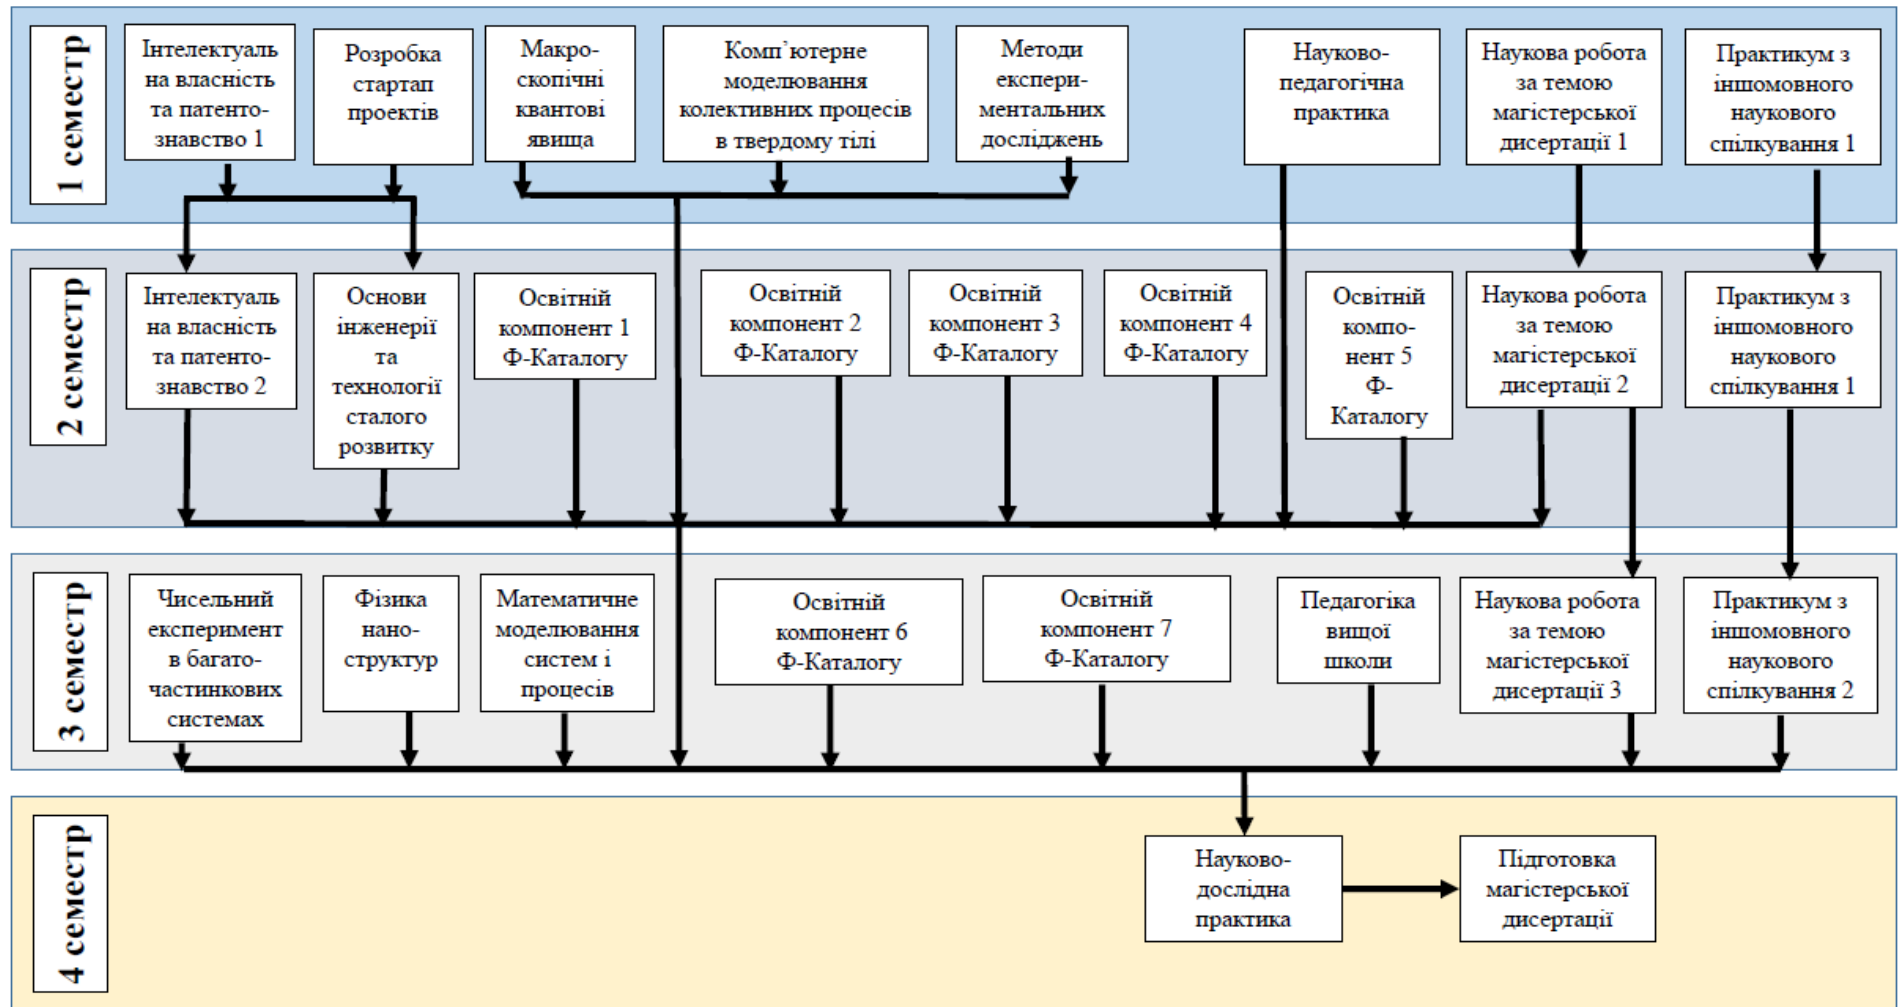 1 семестр
Інтелектуаль
на власність
та патенто-
знавство 1
Розробка
стартап
проектів
Макро-
скопічні
квантові
явища
Комп’ютерне
моделювання
колективних процесів
в твердому тілі
Методи
експери-
ментальних
досліджень
Науково-
педагогічна
практика
Наукова робота
за темою
магістерської
дисертації 1
Практикум з
іншомовного
наукового
спілкування 1
2 семестр
Інтелектуаль
на власність
та патенто-
знавство 2
Основи
інженерії
та
технології
сталого
розвитку
Освітній
компонент 1
Ф-Каталогу
Освітній
компонент 2
Ф-Каталогу
Освітній
компонент 3
Ф-Каталогу
Освітній
компонент 4
Ф-Каталогу
Освітній
компо-
нент 5
Ф-
Каталогу
Наукова робота
за темою
магістерської
дисертації 2
Практикум з
іншомовного
наукового
спілкування 1
3 семестр
Чисельний
експеримент
в багато-
частинкових
системах
Фізика
нано-
структур
Математичне
моделювання
систем і
процесів
Освітній
компонент 6
Ф-Каталогу
Освітній
компонент 7
Ф-Каталогу
Педагогіка
вищої
школи
Наукова робота
за темою
магістерської
дисертації 3
Практикум з
іншомовного
наукового
спілкування 2
4 семестр
Науково-
дослідна
практика
Підготовка
магістерської
дисертації